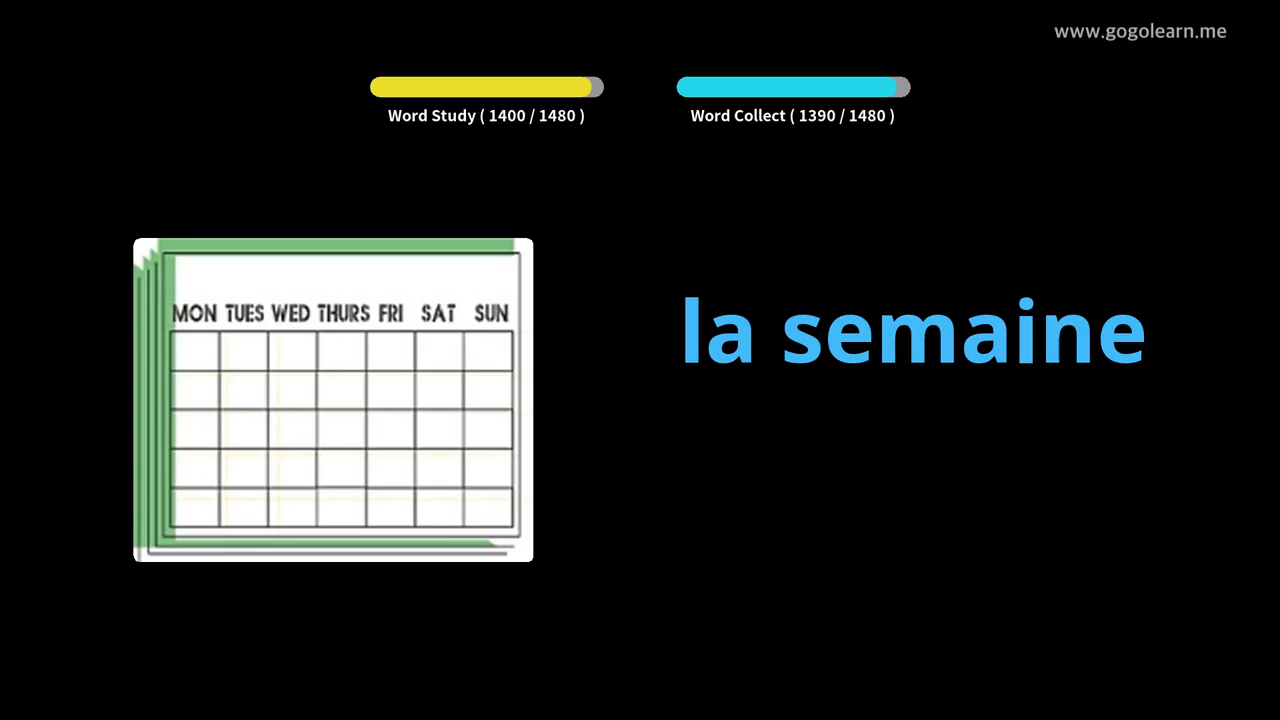 www.gogolearn.me
Word Study ( 1400 / 1480 )
Word Collect ( 1390 / 1480 )
MON TUES WED THURS FRI SAT SUN
la semaine